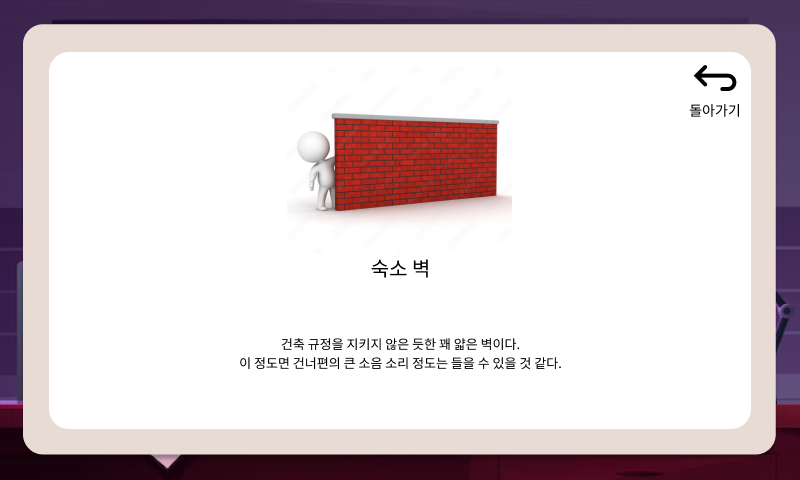 돌아가기
숙소 벽
건축 규정을 지키지 않은 듯한 꽤 얇은 벽이다.
이 정도면 건너편의 큰 소음 소리 정도는 들을 수 있을 것 같다.